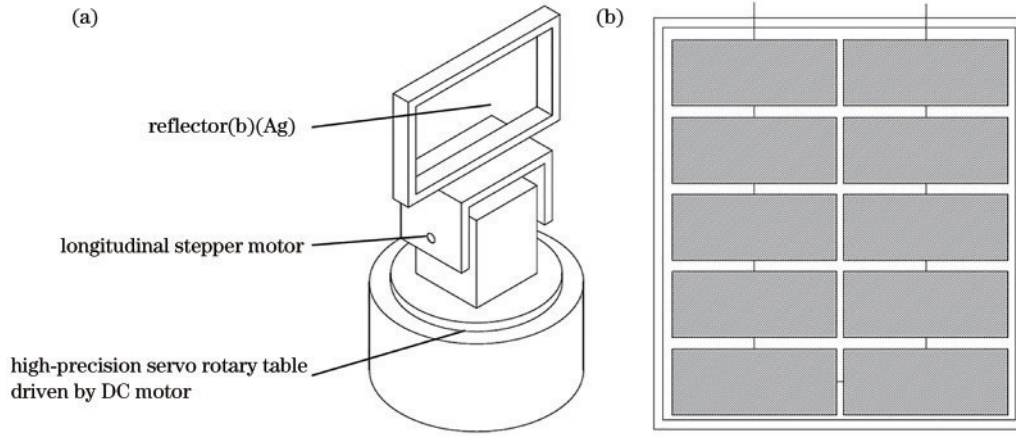 (a)
(b)
reflector(b)(Ag)
longitudinal stepper motor
high-precision servo rotary table
driven by DC motor